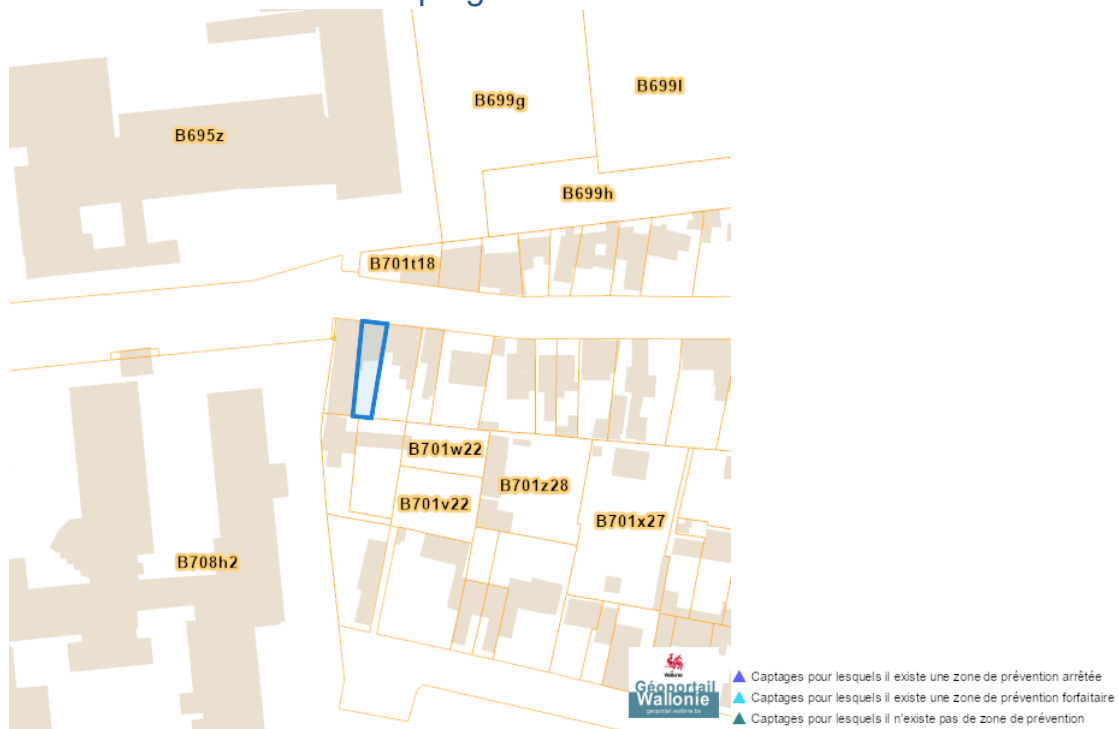 B699l
B699g
B695z
B699h
B701t18
B701w22
B701z28
B701v22
B701x27
B708h2
Wallonie
Géoportail
Wallonie
geoportail.wallonie.be
Captages pour lesquels il existe une zone de prévention arrêtée
Captages pour lesquels il existe une zone de prévention forfaitaire
Captages pour lesquels il n'existe pas de zone de prévention